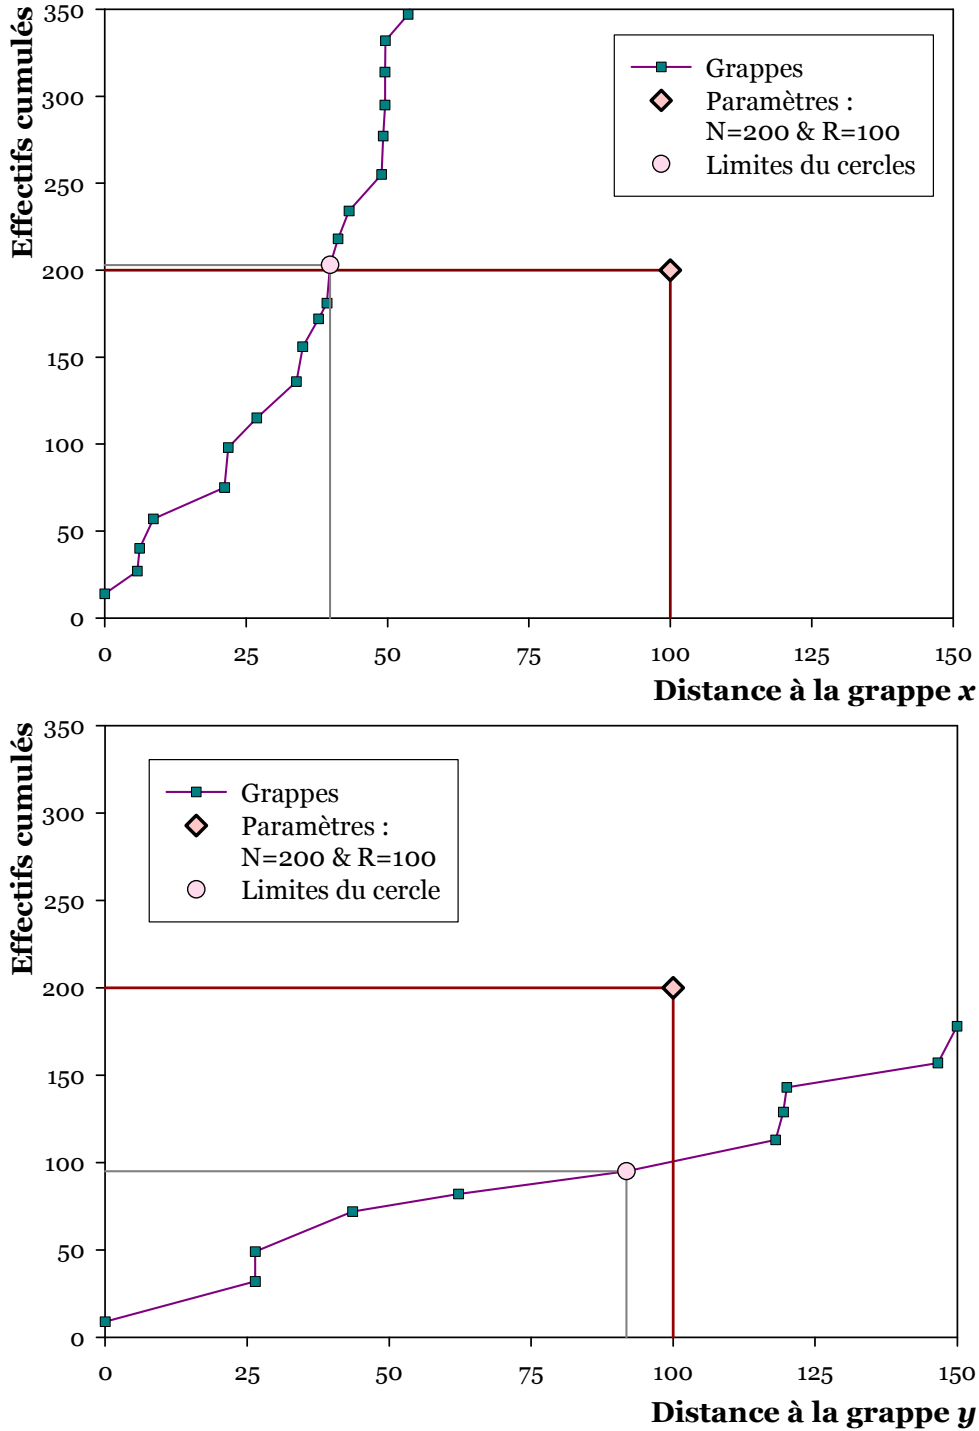 Effectifs cumulés
350
300
250
200
150
100
50
0
Grappes
Paramètres :
N=200 & R=100
Limites du cercles
0 25 50 75 100 125 150
Distance à la grappe x
Effectifs cumulés
350
300
250
200
150
100
50
0
Grappes
Paramètres :
N=200 & R=100
Limites du cercle
0 25 50 75 100 125 150
Distance à la grappe y